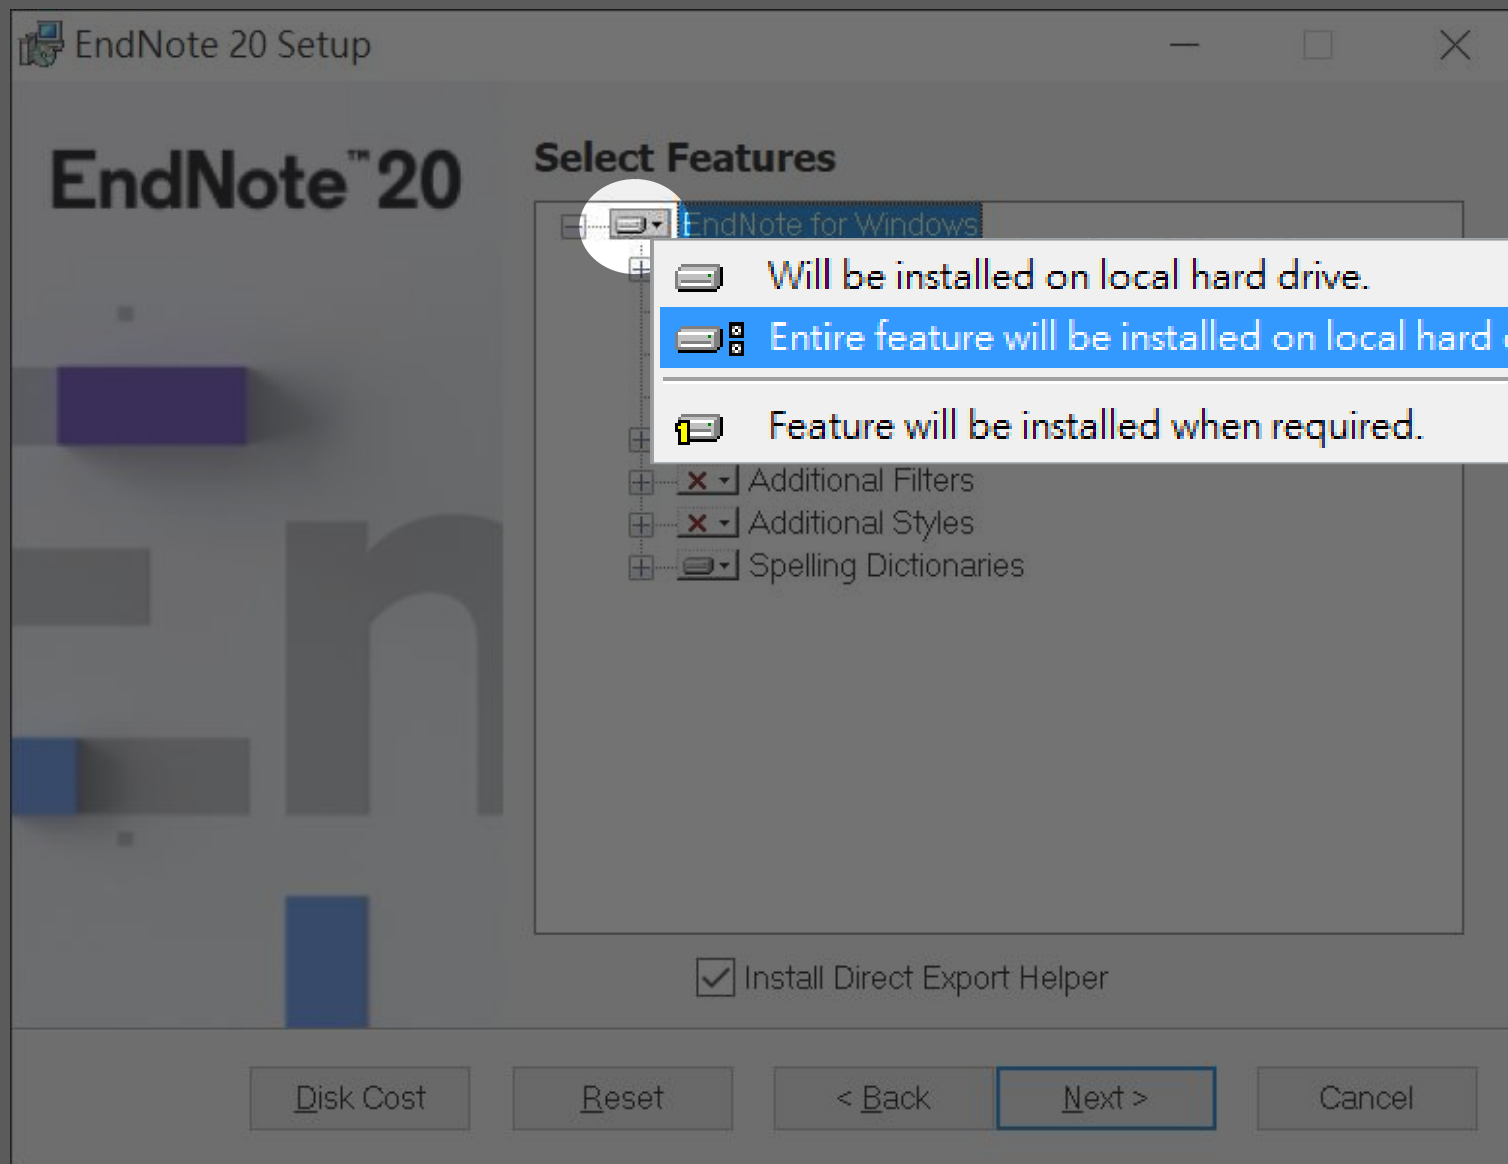 EndNote 20 Setup
EndNote™ 20
Select Features
EndNote for Windows
Will be installed on local hard drive.
Entire feature will be installed on local hard
Feature will be installed when required.
Additional Filters
Additional Styles
Spelling Dictionaries
Install Direct Export Helper
Disk Cost
Reset
< Back
Next >
Cancel